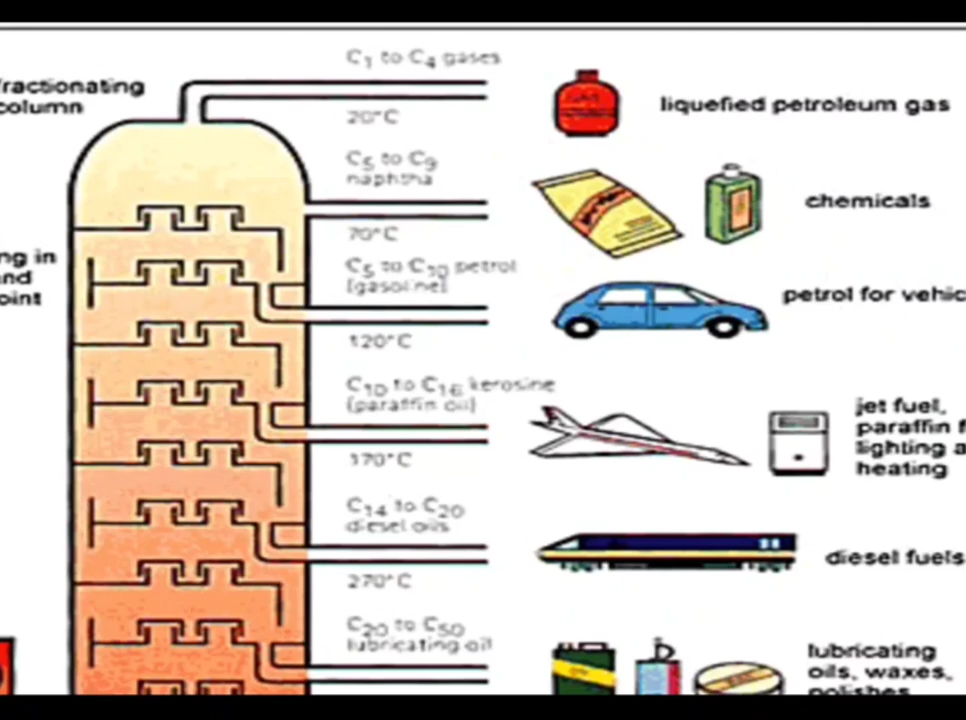 fractionating
column
C1 to C4 gases
20°C
liquefied petroleum gas
C5 to C9
naphtha
70°C
chemicals
ng in
and
oint
C5 to C10 petrol
(gasoline)
120°C
petrol for vehic
C10 to C16 kerosine
(paraffin oil)
170°C
jet fuel,
paraffin f
lighting a
heating
C14 to C20
diesel oils
270°C
diesel fuels
C20 to C50
lubricating oil
lubricating
oils, waxes,
polishes